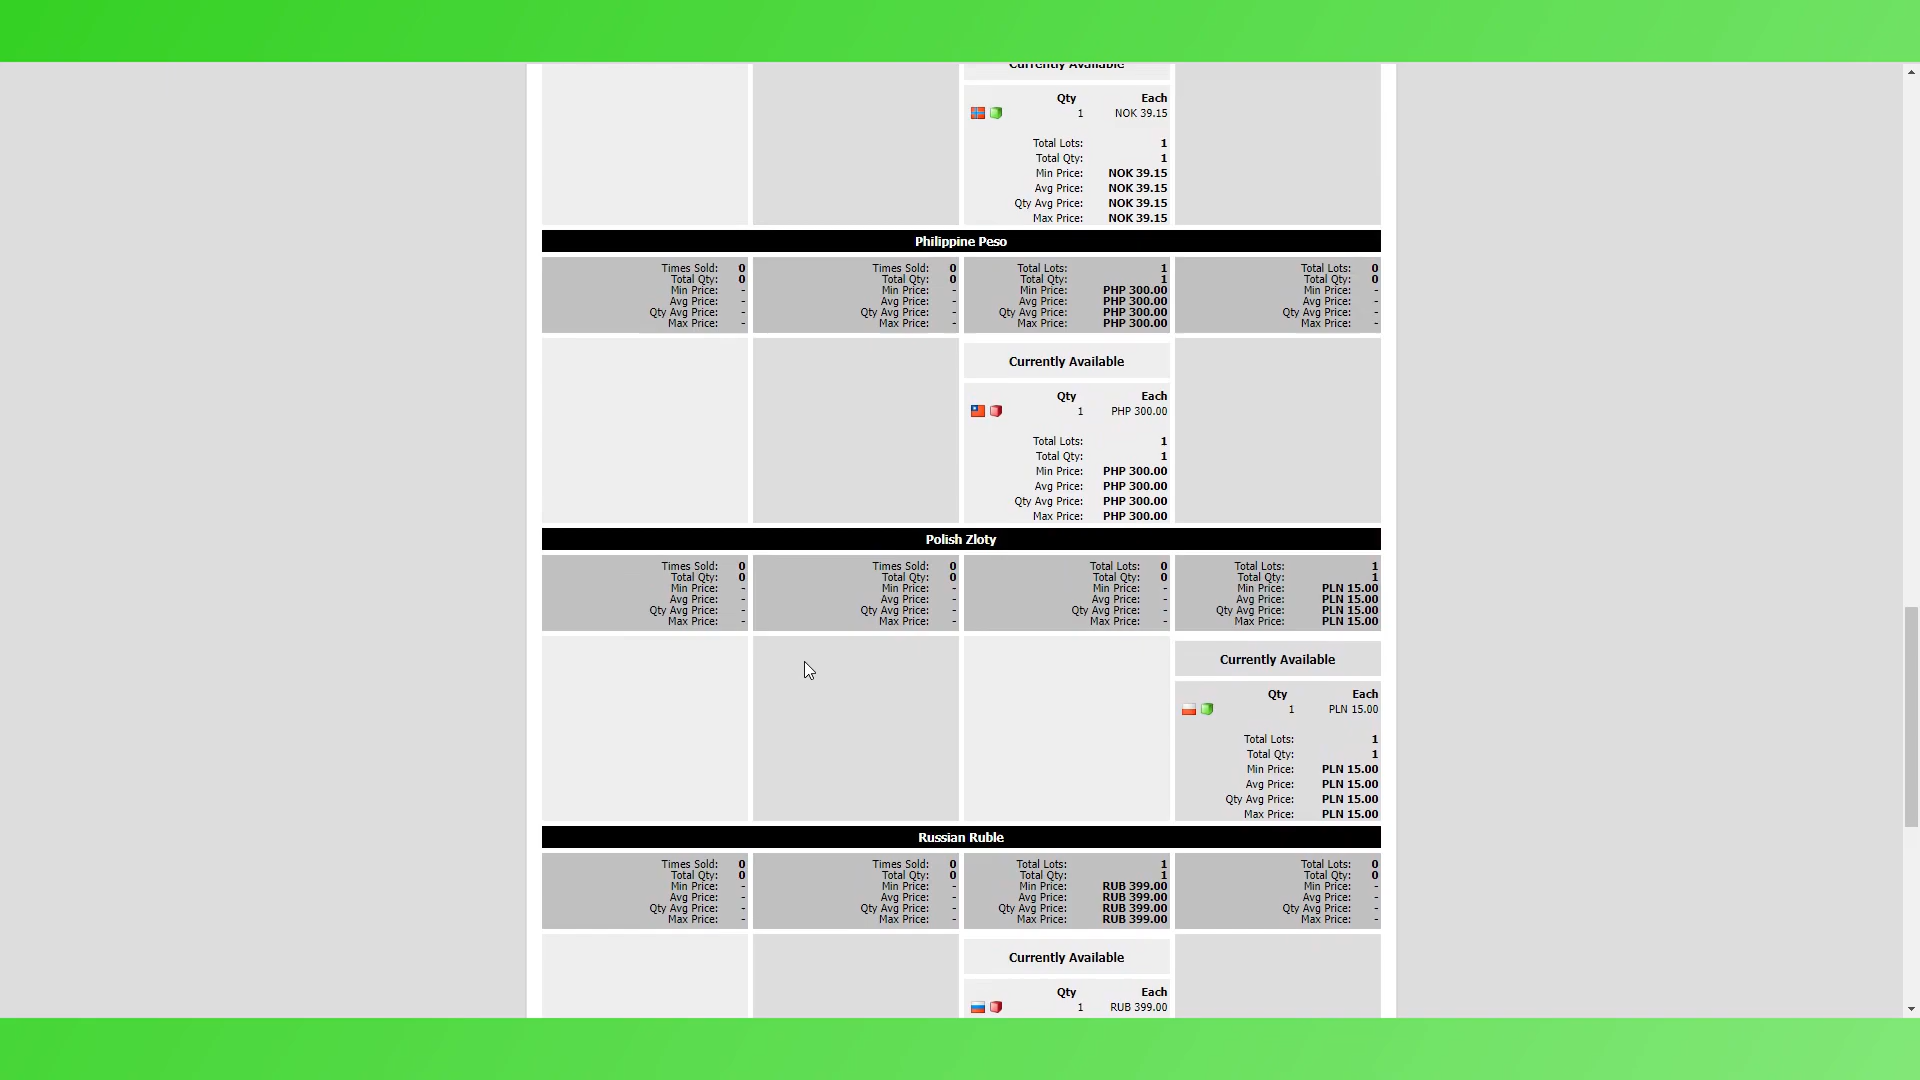 Currently Available
Qty Each
1 NOK 39.15
Total Lots: 1
Total Qty: 1
Min Price: NOK 39.15
Avg Price: NOK 39.15
Qty Avg Price: NOK 39.15
Max Price: NOK 39.15
Philippine Peso
Times Sold: 0 Times Sold: 0 Total Lots: 1 Total Lots: 0
Total Qty: 0 Total Qty: 0 Total Qty: 1 Total Qty: 0
Min Price: - Min Price: - Min Price: PHP 300.00 Min Price: -
Avg Price: - Avg Price: - Avg Price: PHP 300.00 Avg Price: -
Qty Avg Price: - Qty Avg Price: - Qty Avg Price: PHP 300.00 Qty Avg Price: -
Max Price: - Max Price: - Max Price: PHP 300.00 Max Price: -
Currently Available
Qty Each
1 PHP 300.00
Total Lots: 1
Total Qty: 1
Min Price: PHP 300.00
Avg Price: PHP 300.00
Qty Avg Price: PHP 300.00
Max Price: PHP 300.00
Polish Zloty
Times Sold: 0 Times Sold: 0 Total Lots: 0 Total Lots: 1
Total Qty: 0 Total Qty: 0 Total Qty: 0 Total Qty: 1
Min Price: - Min Price: - Min Price: - Min Price: PLN 15.00
Avg Price: - Avg Price: - Avg Price: - Avg Price: PLN 15.00
Qty Avg Price: - Qty Avg Price: - Qty Avg Price: - Qty Avg Price: PLN 15.00
Max Price: - Max Price: - Max Price: - Max Price: PLN 15.00
Currently Available
Qty Each
1 PLN 15.00
Total Lots: 1
Total Qty: 1
Min Price: PLN 15.00
Avg Price: PLN 15.00
Qty Avg Price: PLN 15.00
Max Price: PLN 15.00
Russian Ruble
Times Sold: 0 Times Sold: 0 Total Lots: 1 Total Lots: 0
Total Qty: 0 Total Qty: 0 Total Qty: 1 Total Qty: 0
Min Price: - Min Price: - Min Price: RUB 399.00 Min Price: -
Avg Price: - Avg Price: - Avg Price: RUB 399.00 Avg Price: -
Qty Avg Price: - Qty Avg Price: - Qty Avg Price: RUB 399.00 Qty Avg Price: -
Max Price: - Max Price: - Max Price: RUB 399.00 Max Price: -
Currently Available
Qty Each
1 RUB 399.00